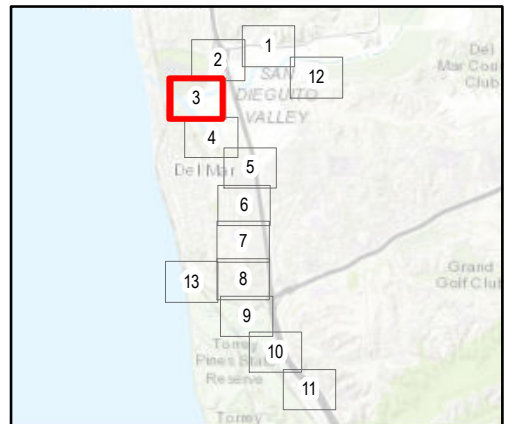 1
2
Del
Mar Coun
Club
SAN
DIEGUITO
VALLEY
12
3
4
Del Mar
5
6
7
13
8
Grand
Golf Club
9
Torrey
Pines State
Reserve
10
11
Torrey